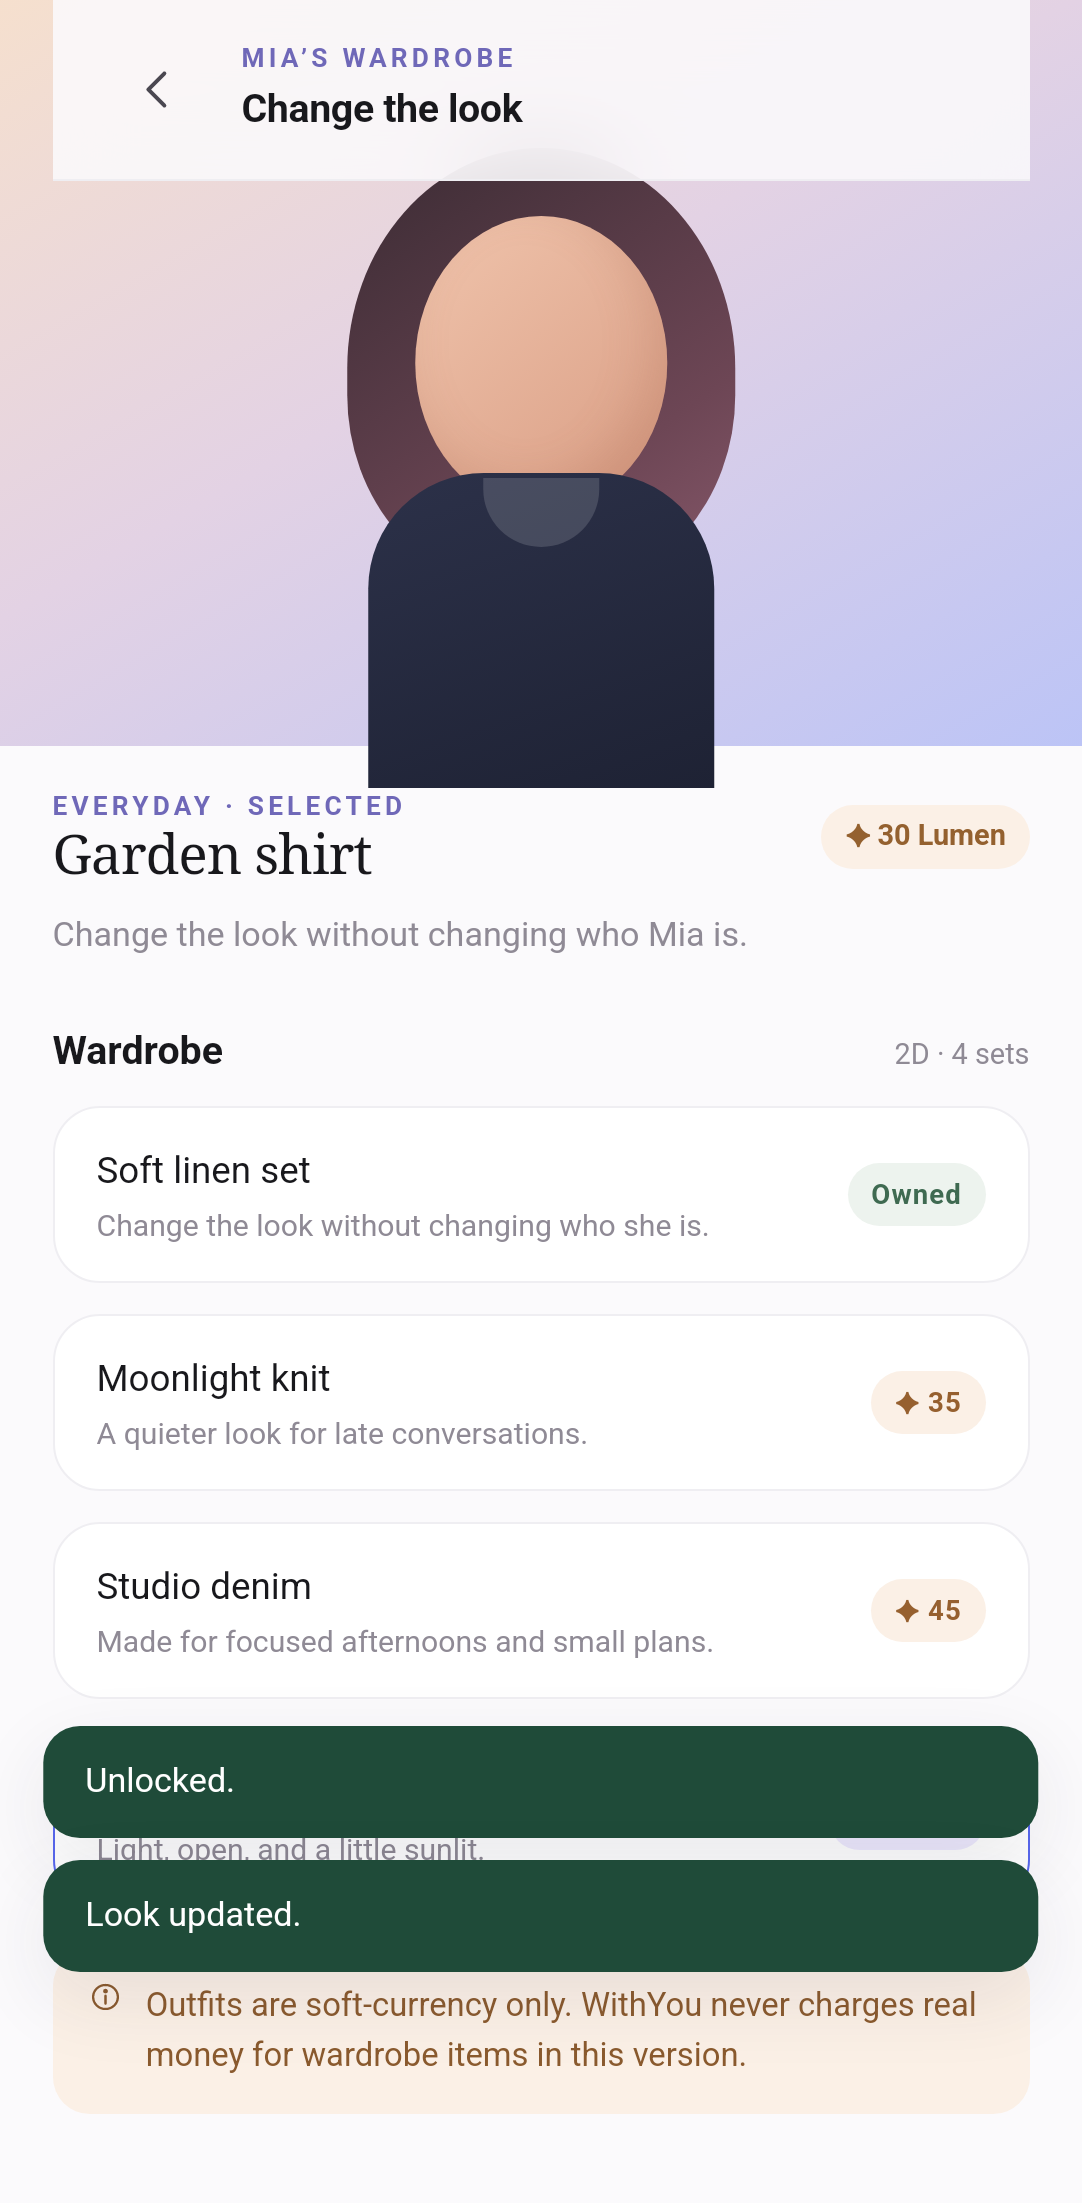 MIA’S WARDROBE
Change the look
EVERYDAY · SELECTED
Garden shirt
30 Lumen
Change the look without changing who Mia is.
Wardrobe
2D · 4 sets
Soft linen set
Change the look without changing who she is.
Owned
Moonlight knit
A quieter look for late conversations.
35
Studio denim
Made for focused afternoons and small plans.
45
Unlocked.
Light, open, and a little sunlit.
Look updated.
Outfits are soft-currency only. WithYou never charges real
money for wardrobe items in this version.